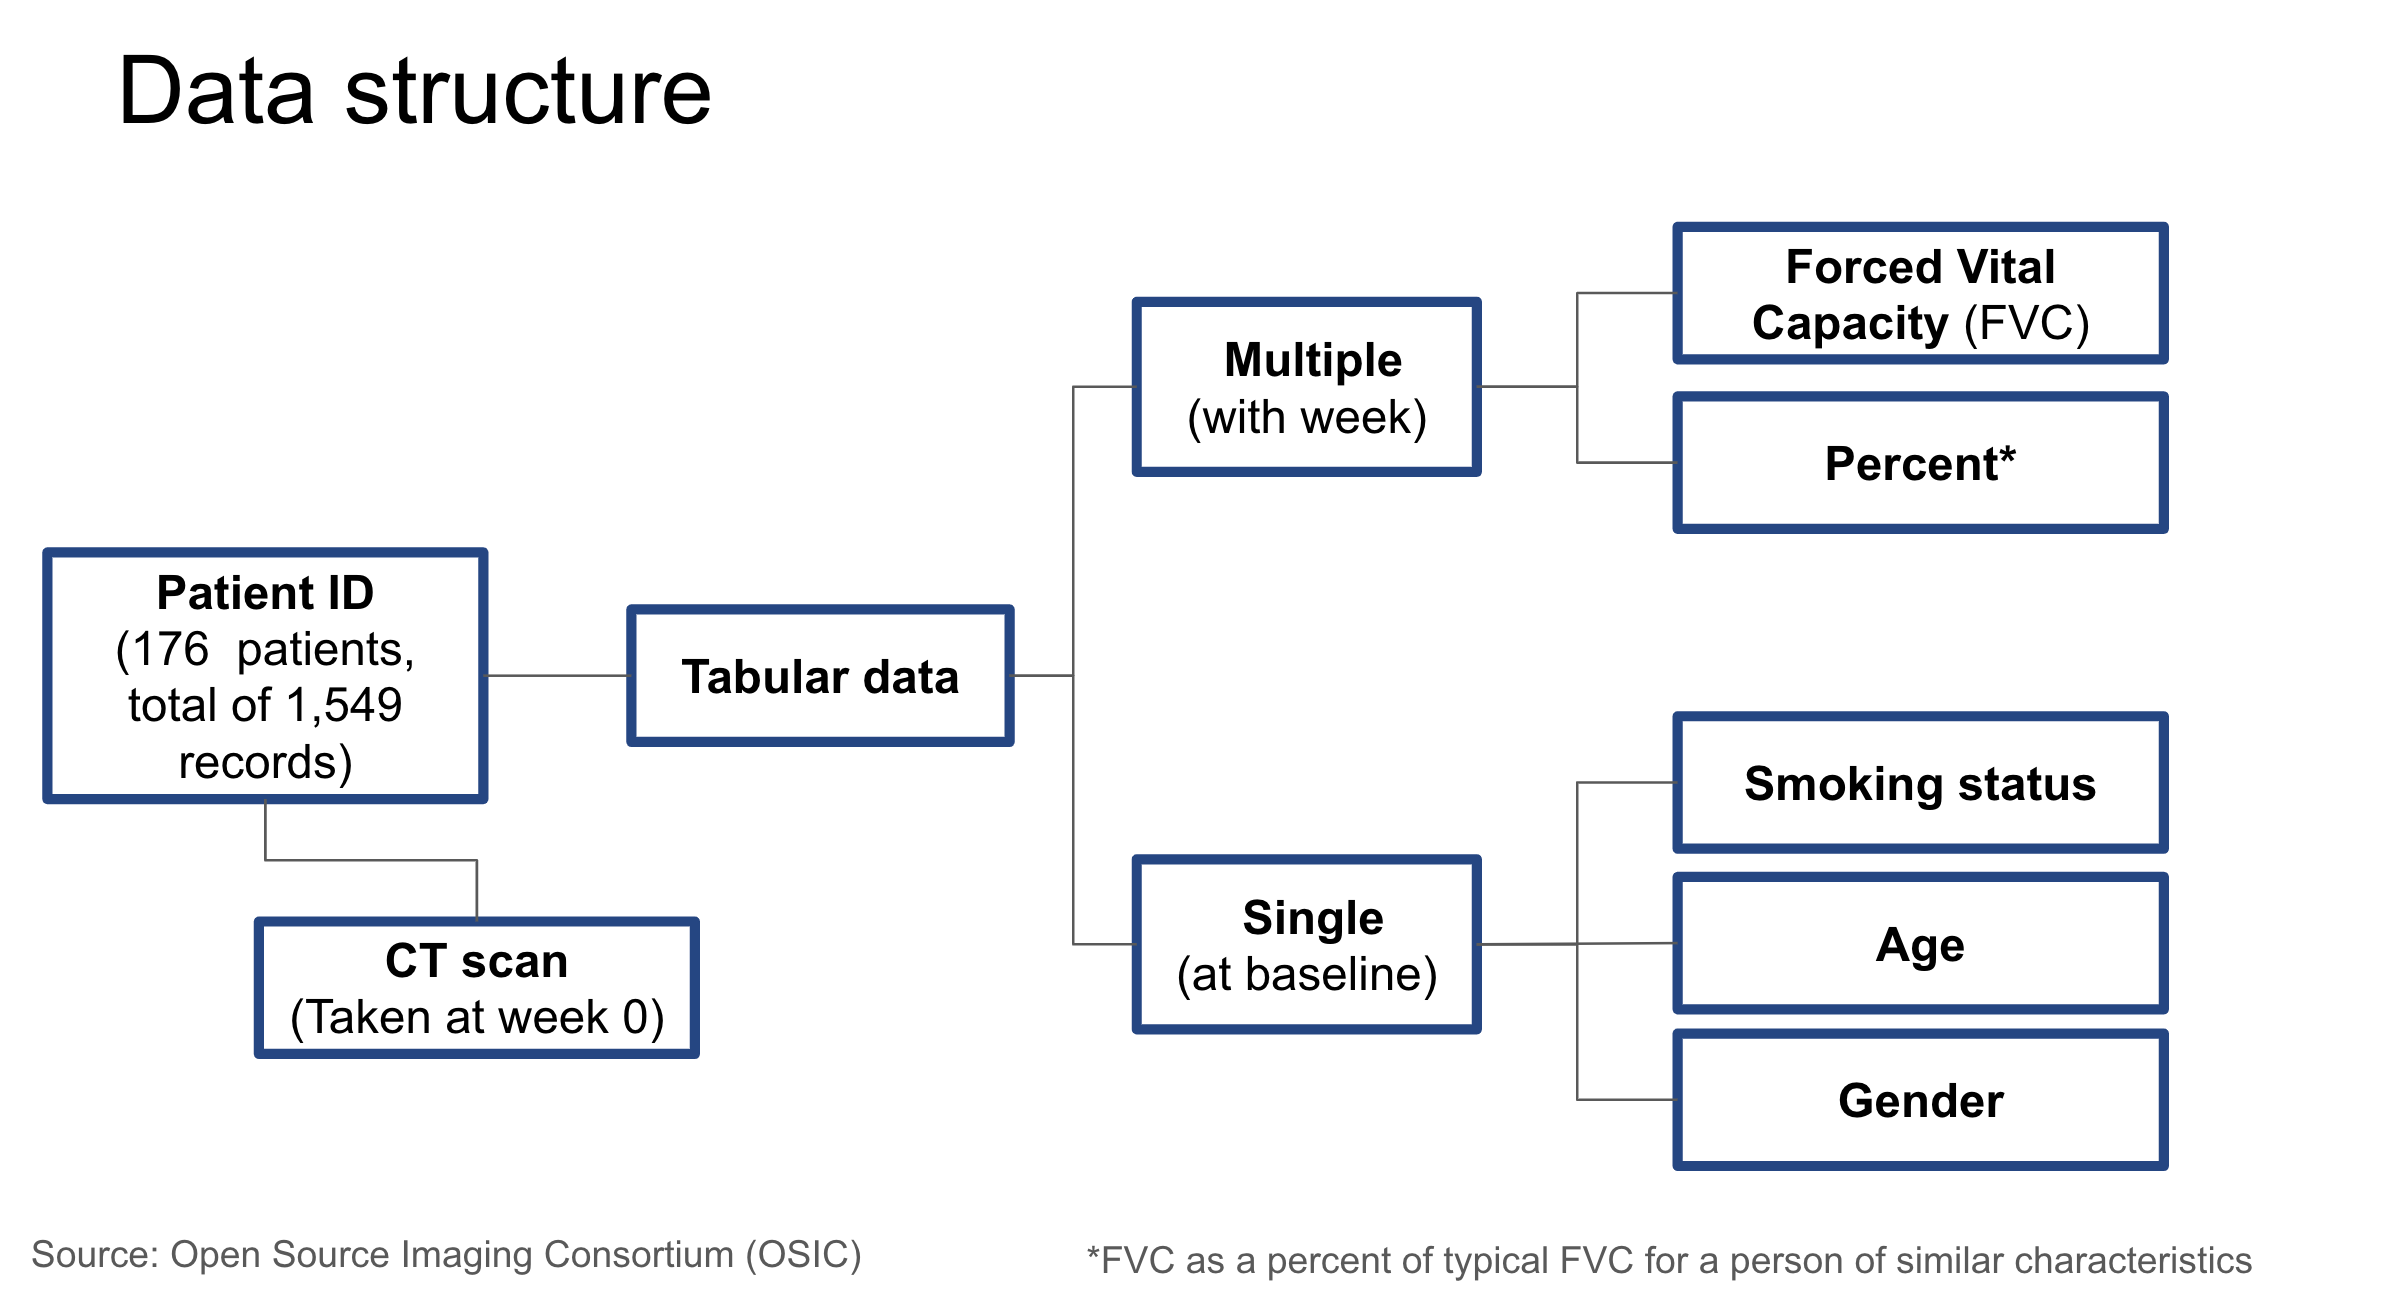 Data structure
Forced Vital
Capacity (FVC)
Multiple
(with week)
Percent*
Patient ID
(176  patients,
total of 1,549
records)
Tabular data
Smoking status
Single
(at baseline)
Age
CT scan
(Taken at week 0)
Gender
Source: Open Source Imaging Consortium (OSIC)
*FVC as a percent of typical FVC for a person of similar characteristics